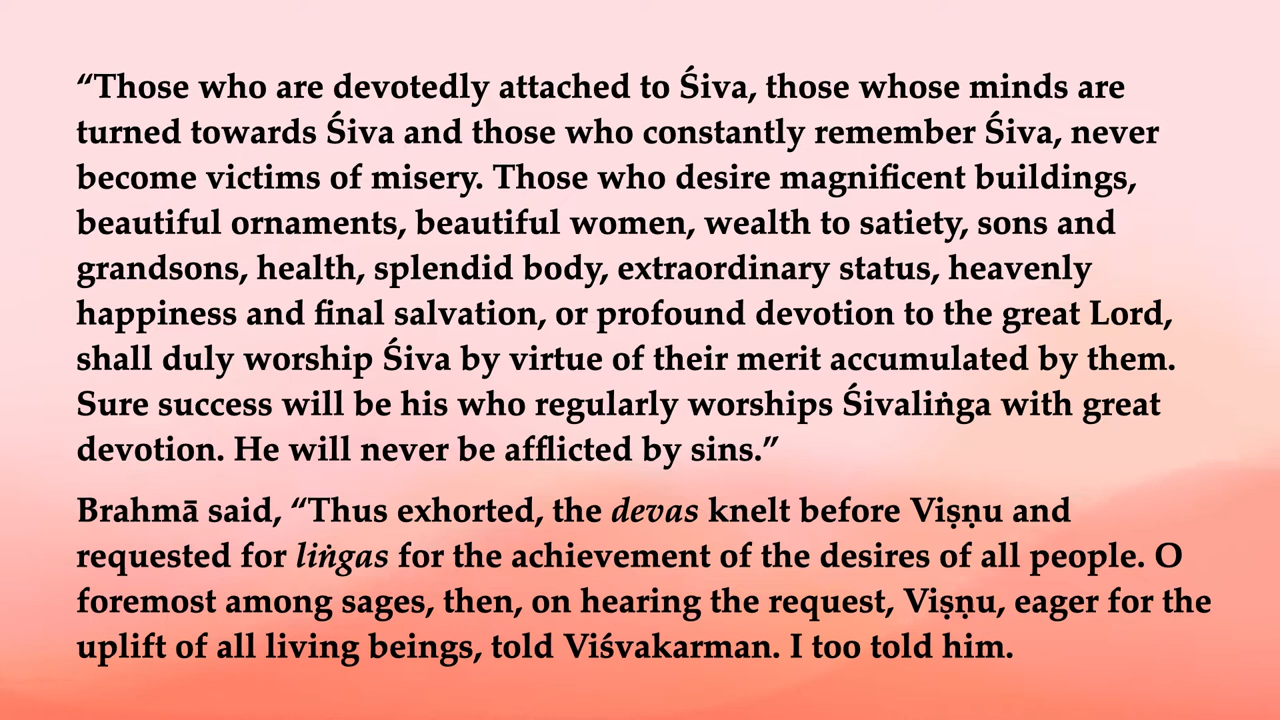 “Those who are devotedly attached to Śiva, those whose minds are
turned towards Śiva and those who constantly remember Śiva, never
become victims of misery. Those who desire magnificent buildings,
beautiful ornaments, beautiful women, wealth to satiety, sons and
grandsons, health, splendid body, extraordinary status, heavenly
happiness and final salvation, or profound devotion to the great Lord,
shall duly worship Śiva by virtue of their merit accumulated by them.
Sure success will be his who regularly worships Śivaliṅga with great
devotion. He will never be afflicted by sins.”
Brahmā said, “Thus exhorted, the devas knelt before Viṣṇu and
requested for liṅgas for the achievement of the desires of all people. O
foremost among sages, then, on hearing the request, Viṣṇu, eager for the
uplift of all living beings, told Viśvakarman. I too told him.